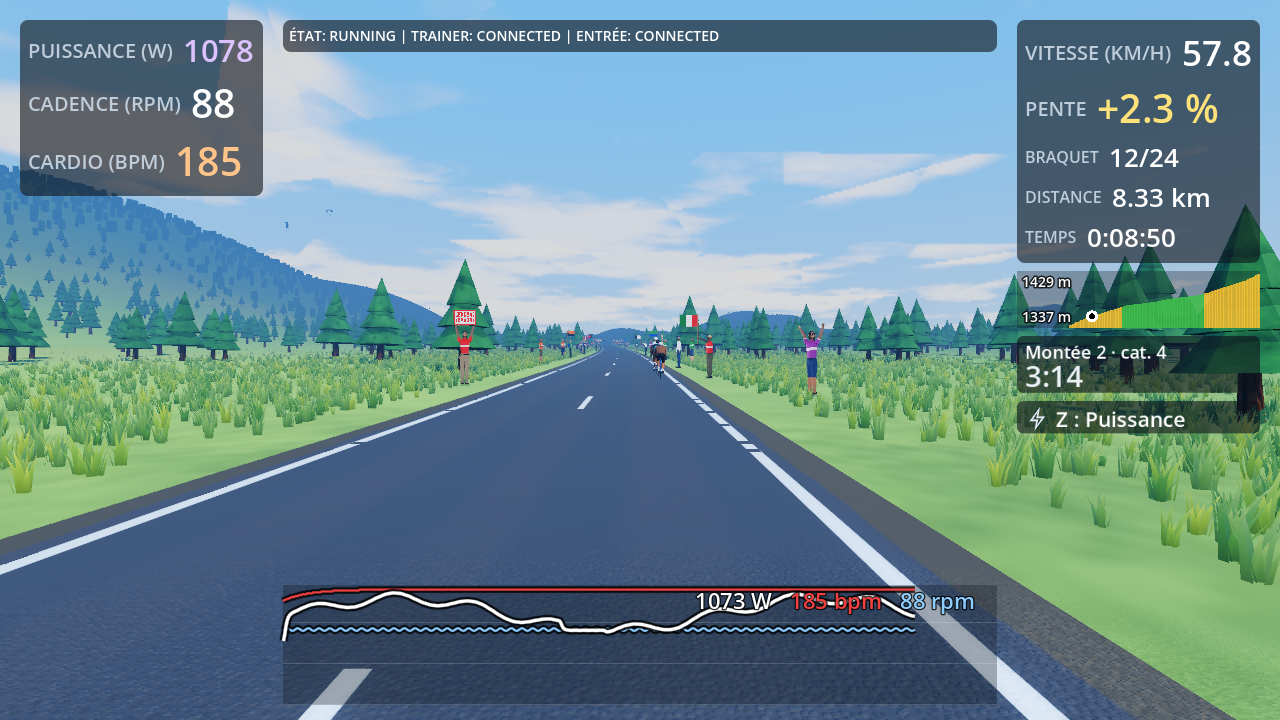 PUISSANCE (W) 1078
CADENCE (RPM) 88
CARDIO (BPM) 185
ÉTAT: RUNNING | TRAINER: CONNECTED | ENTRÉE: CONNECTED
VITESSE (KM/H) 57.8
PENTE +2.3 %
BRAQUET 12/24
DISTANCE 8.33 km
TEMPS 0:08:50
1429 m
1337 m
Montée 2 · cat. 4
3:14
Z : Puissance
1073 W 185 bpm 88 rpm